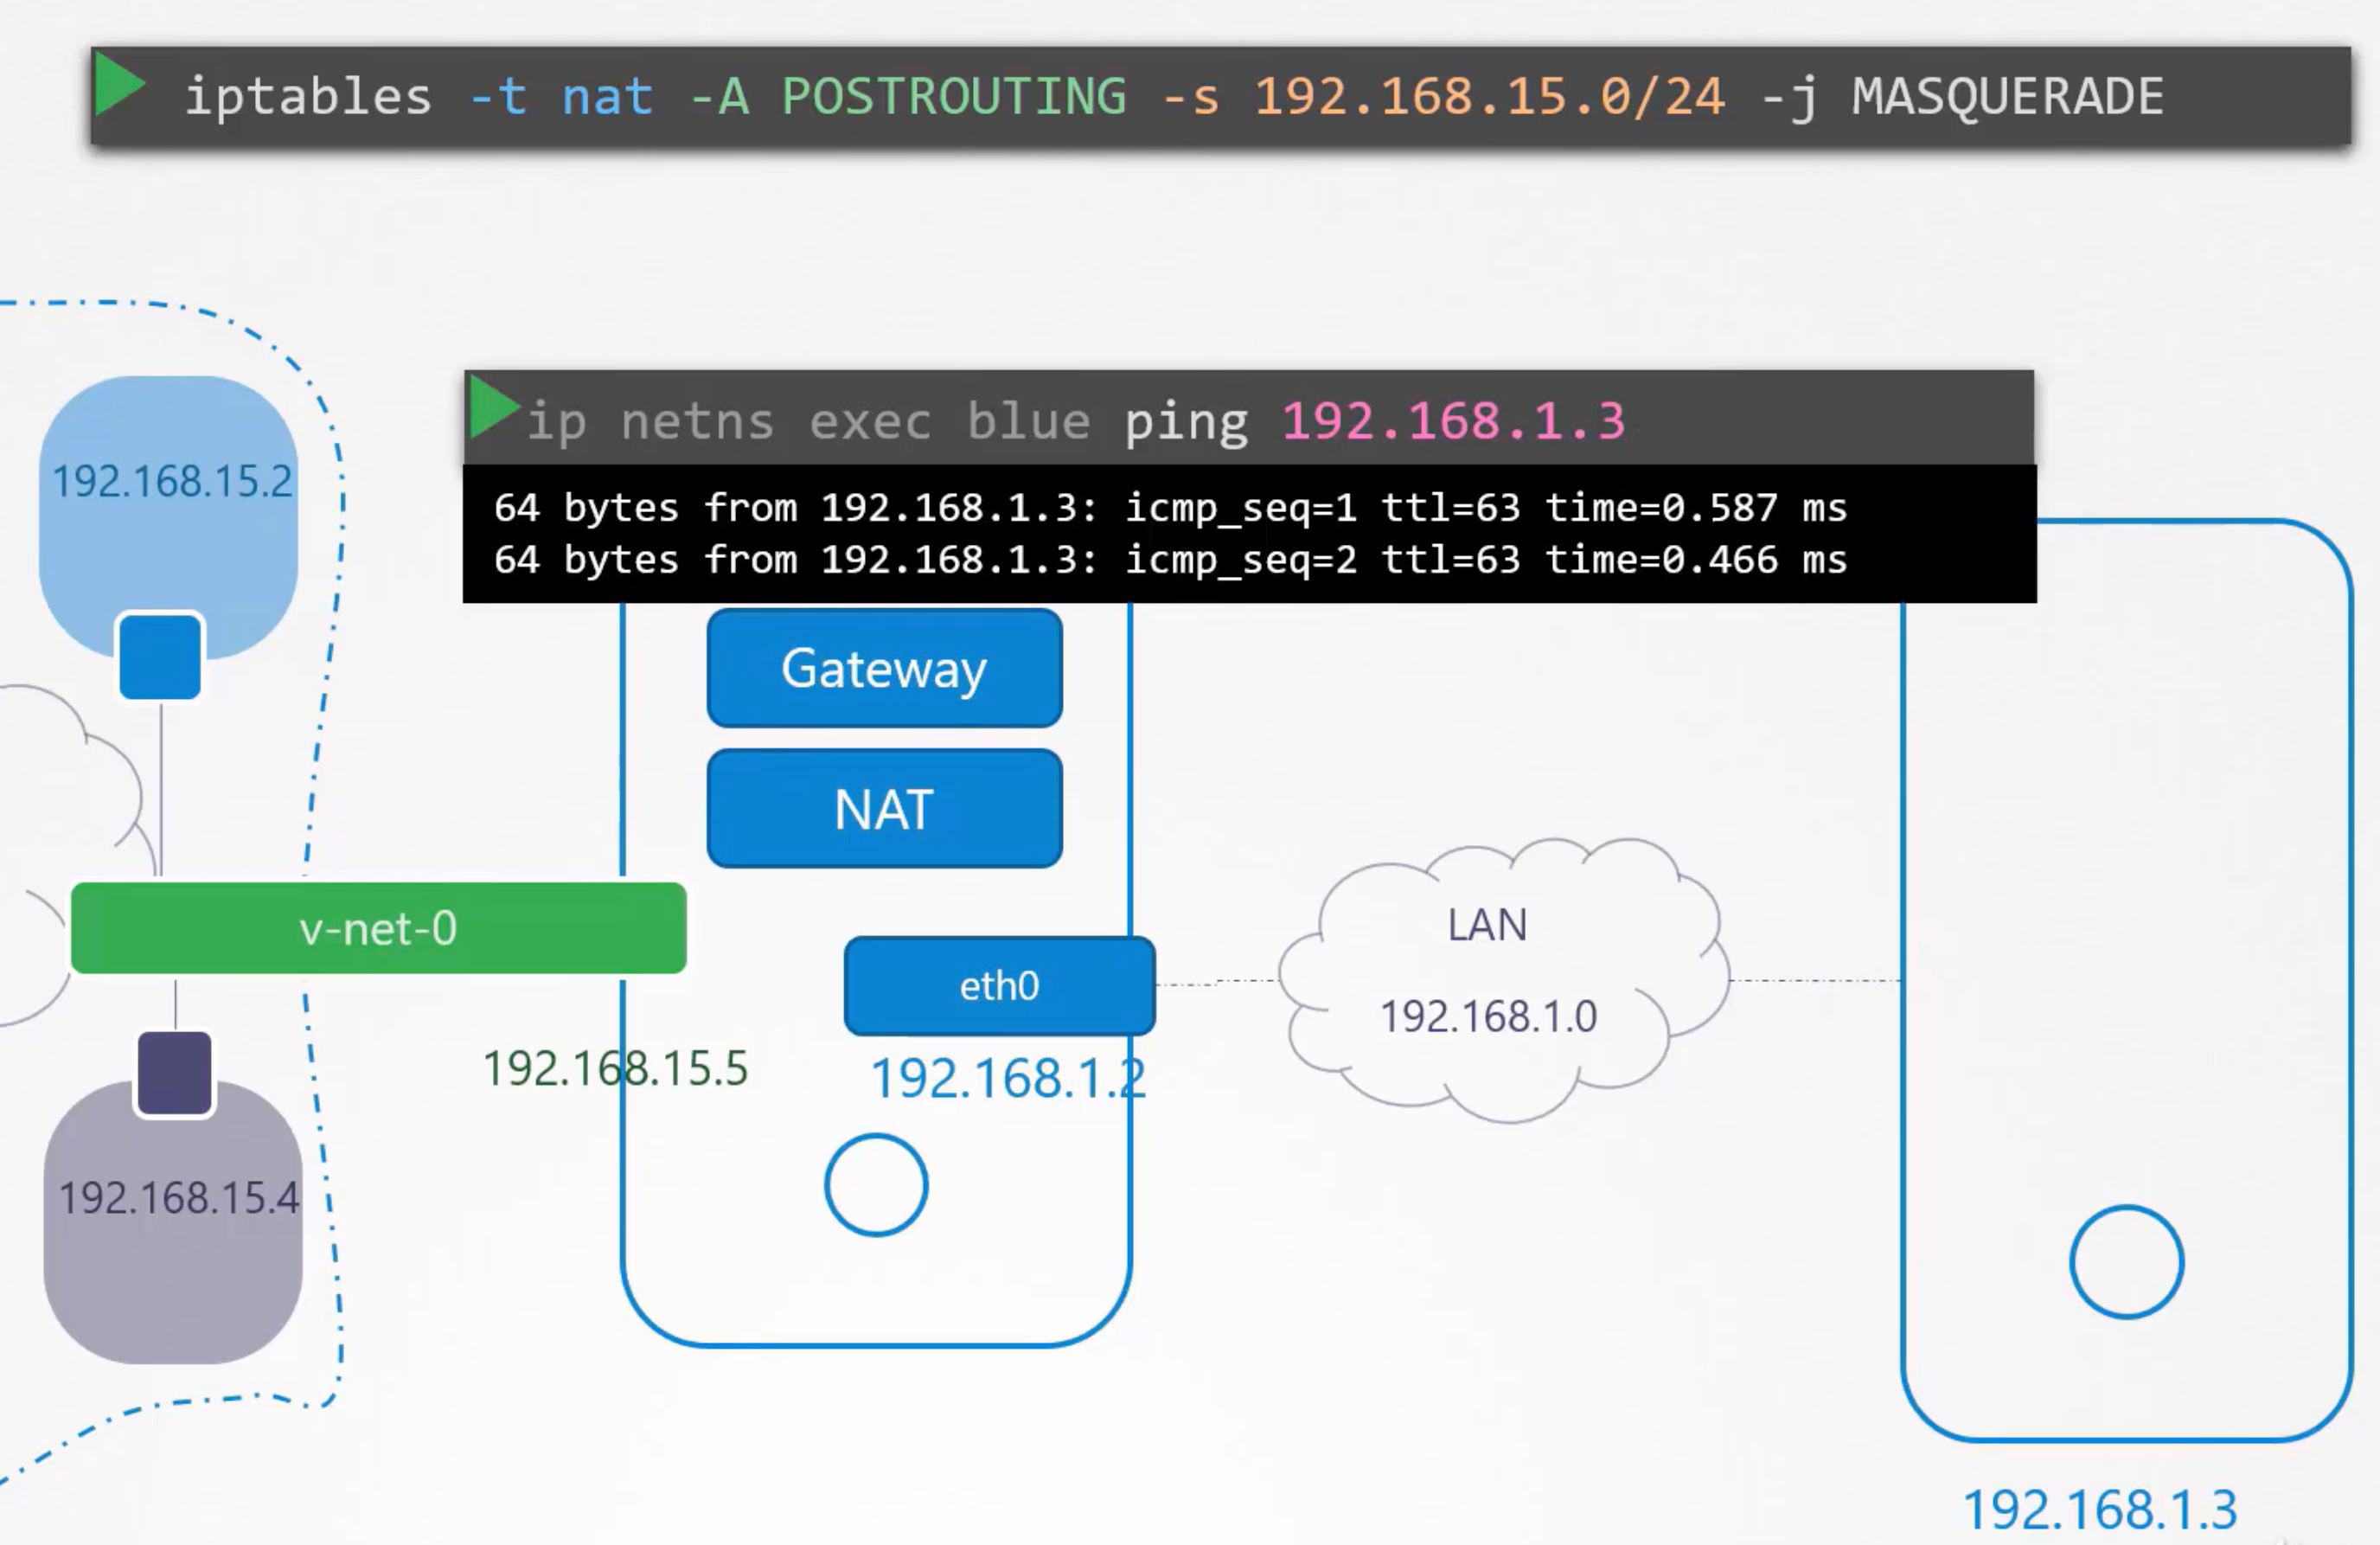 iptables -t nat -A POSTROUTING -s 192.168.15.0/24 -j MASQUERADE
ip netns exec blue ping 192.168.1.3
64 bytes from 192.168.1.3: icmp_seq=1 ttl=63 time=0.587 ms
64 bytes from 192.168.1.3: icmp_seq=2 ttl=63 time=0.466 ms
192.168.15.2
Gateway
NAT
v-net-0
eth0
LAN
192.168.1.0
192.168.15.5
192.168.1.2
192.168.15.4
192.168.1.3